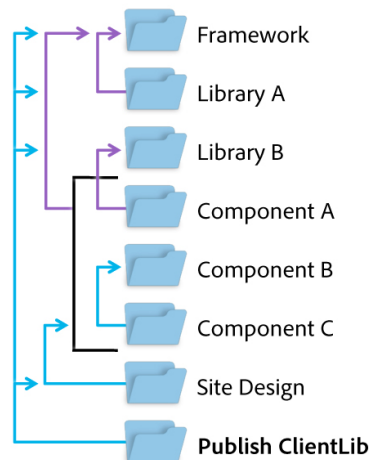 Framework
Library A
Library B
Component A
Component B
Component C
Site Design
Publish ClientLib